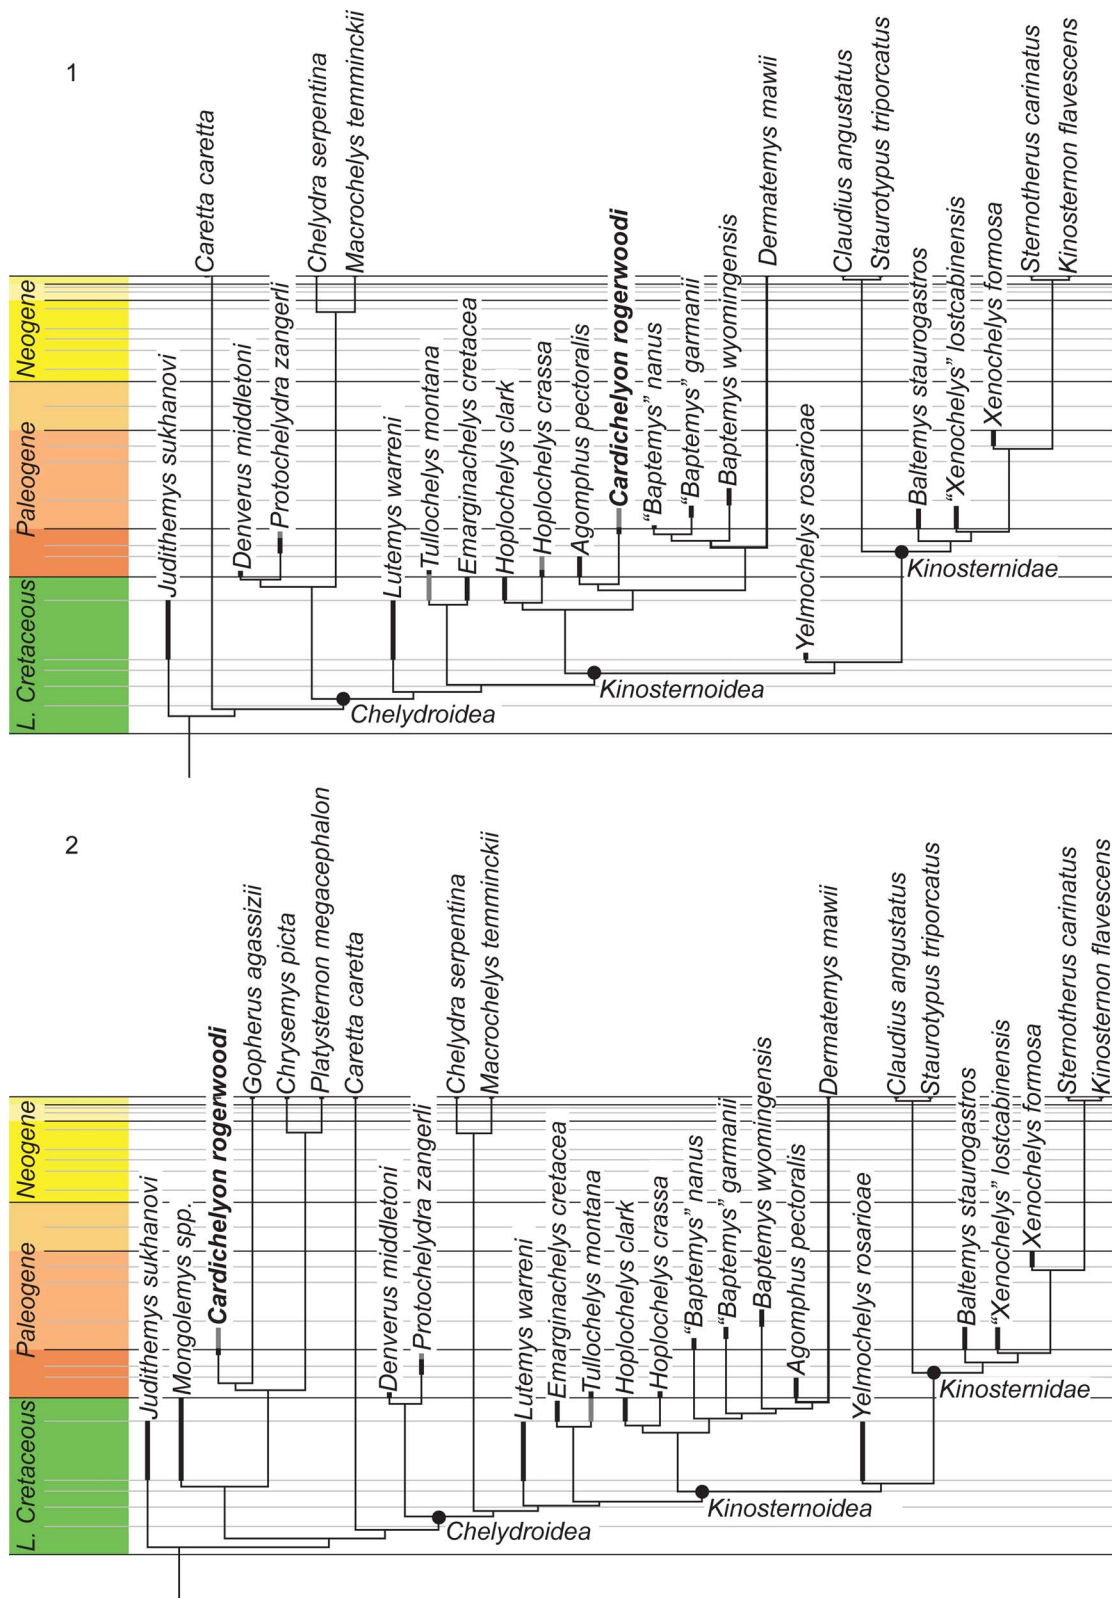 1
Caretta caretta
Chelydra serpentina
Macrochelys temminckii
Claudius angustatus
Staurotypus triporcatus
Sternotherus carinatus
Kinosternon flavescens
Judithemys sukhanovi
Denverus middletoni
Protochelydra zangerli
Lutemys warreni
Tullochelys montana
Emarginachelys cretacea
Hoplochelys clark
Hoplochelys crassa
Agomphus pectoralis
Cardichelyon rogerwoodi
“Baptemys” nanus
“Baptemys” garmanii
Baptemys wyomingensis
Dermatemys mawii
Yelmochelys rosarioae
Baltemys staurogastros
“Xenochelys” lostcabinensis
Xenochelys formosa
Neogene
Paleogene
L. Cretaceous
Kinosternidae
Kinosternoidea
Chelydroidea
2
Judithemys sukhanovi
Mongolemys spp.
Cardichelyon rogerwoodi
Gopherus agassizii
Chrysemys picta
Platysternon megacephalon
Caretta caretta
Denverus middletoni
Protochelydra zangerli
Chelydra serpentina
Macrochelys temminckii
Lutemys warreni
Emarginachelys cretacea
Tullochelys montana
Hoplochelys clark
Hoplochelys crassa
“Baptemys” nanus
“Baptemys” garmanii
Baptemys wyomingensis
Agomphus pectoralis
Dermatemys mawii
Yelmochelys rosarioae
Claudius angustatus
Staurotypus triporcatus
Baltemys staurogastros
“Xenochelys” lostcabinensis
Xenochelys formosa
Sternotherus carinatus
Kinosternon flavescens
Neogene
Paleogene
L. Cretaceous
Kinosternidae
Kinosternoidea
Chelydroidea